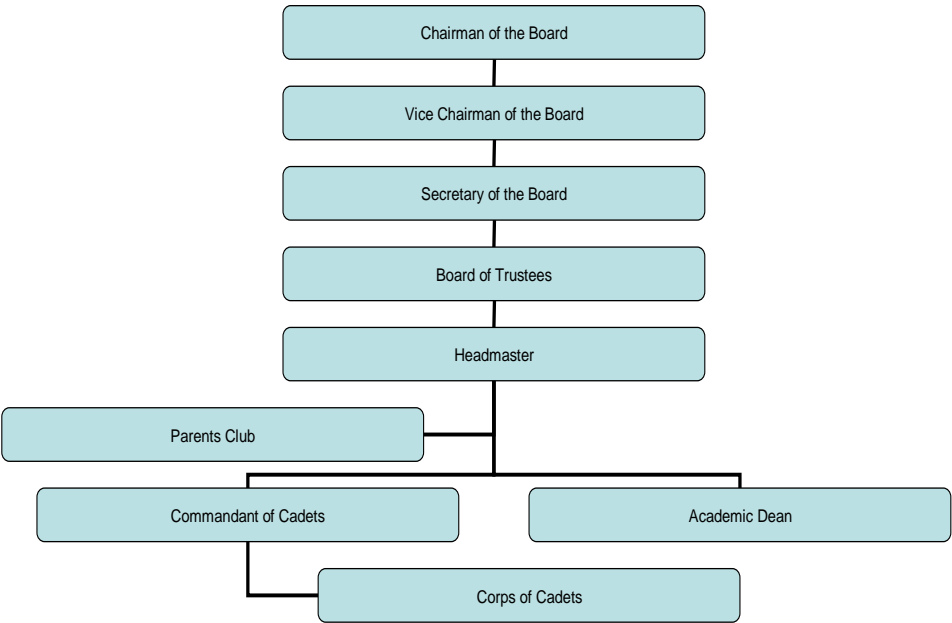 Chairman of the Board
Vice Chairman of the Board
Secretary of the Board
Board of Trustees
Headmaster
Parents Club
Commandant of Cadets
Academic Dean
Corps of Cadets